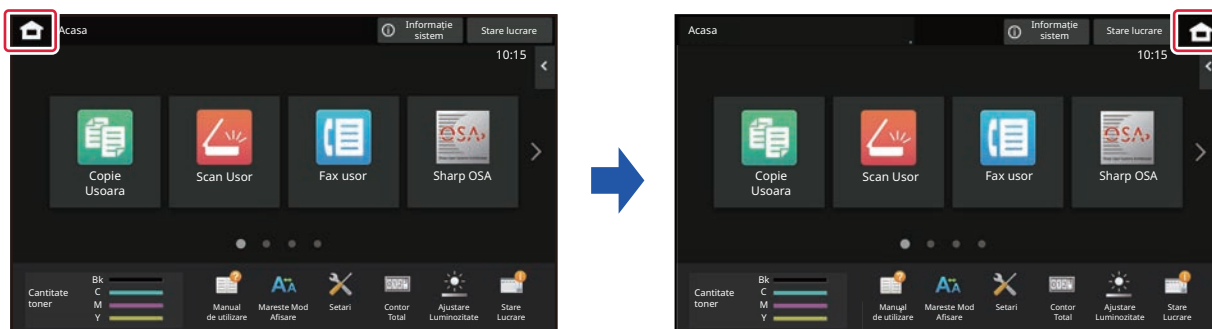 Acasa
Informație
sistem
Stare lucrare
10:15
Copie
Usoara
Scan Usor
Fax usor
OSA
Sharp OSA
Cantitate
toner
Bk
C
M
Y
Manual
de utilizare
Mareste Mod
Afisare
Setari
Contor
Total
Ajustare
Luminozitate
Stare
Lucrare
Acasa
Informație
sistem
Stare lucrare
10:15
Copie
Usoara
Scan Usor
Fax usor
OSA
Sharp OSA
Cantitate
toner
Bk
C
M
Y
Manual
de utilizare
Mareste Mod
Afisare
Setari
Contor
Total
Ajustare
Luminozitate
Stare
Lucrare